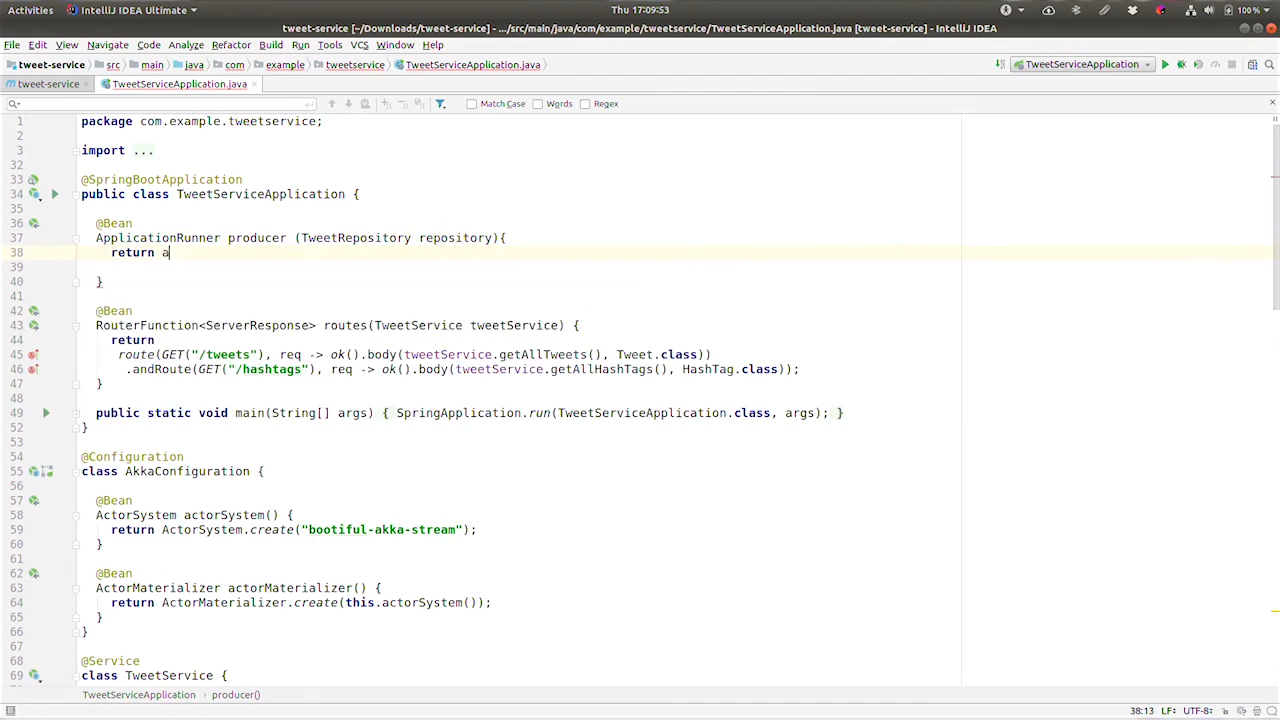 Activities IntelliJ IDEA Ultimate Thu 17:09:53 100%
tweet-service [~/Downloads/tweet-service] - .../src/main/java/com/example/tweetservice/TweetServiceApplication.java [tweet-service] - IntelliJ IDEA
File Edit View Navigate Code Analyze Refactor Build Run Tools VCS Window Help
tweet-service src main java com example tweetservice TweetServiceApplication.java TweetServiceApplication
tweet-service TweetServiceApplication.java
Match Case Words Regex
1 package com.example.tweetservice;
2
3 import ...
32
33 @SpringBootApplication
34 public class TweetServiceApplication {
35
36 @Bean
37 ApplicationRunner producer (TweetRepository repository){
38 return a
39
40 }
41
42 @Bean
43 RouterFunction<ServerResponse> routes(TweetService tweetService) {
44 return
45 route(GET("/tweets"), req -> ok().body(tweetService.getAllTweets(), Tweet.class))
46 .andRoute(GET("/hashtags"), req -> ok().body(tweetService.getAllHashTags(), HashTag.class));
47 }
48
49 public static void main(String[] args) { SpringApplication.run(TweetServiceApplication.class, args); }
52 }
53
54 @Configuration
55 class AkkaConfiguration {
56
57 @Bean
58 ActorSystem actorSystem() {
59 return ActorSystem.create("bootiful-akka-stream");
60 }
61
62 @Bean
63 ActorMaterializer actorMaterializer() {
64 return ActorMaterializer.create(this.actorSystem());
65 }
66 }
67
68 @Service
69 class TweetService {
TweetServiceApplication producer()
38:13 LF÷ UTF-8÷